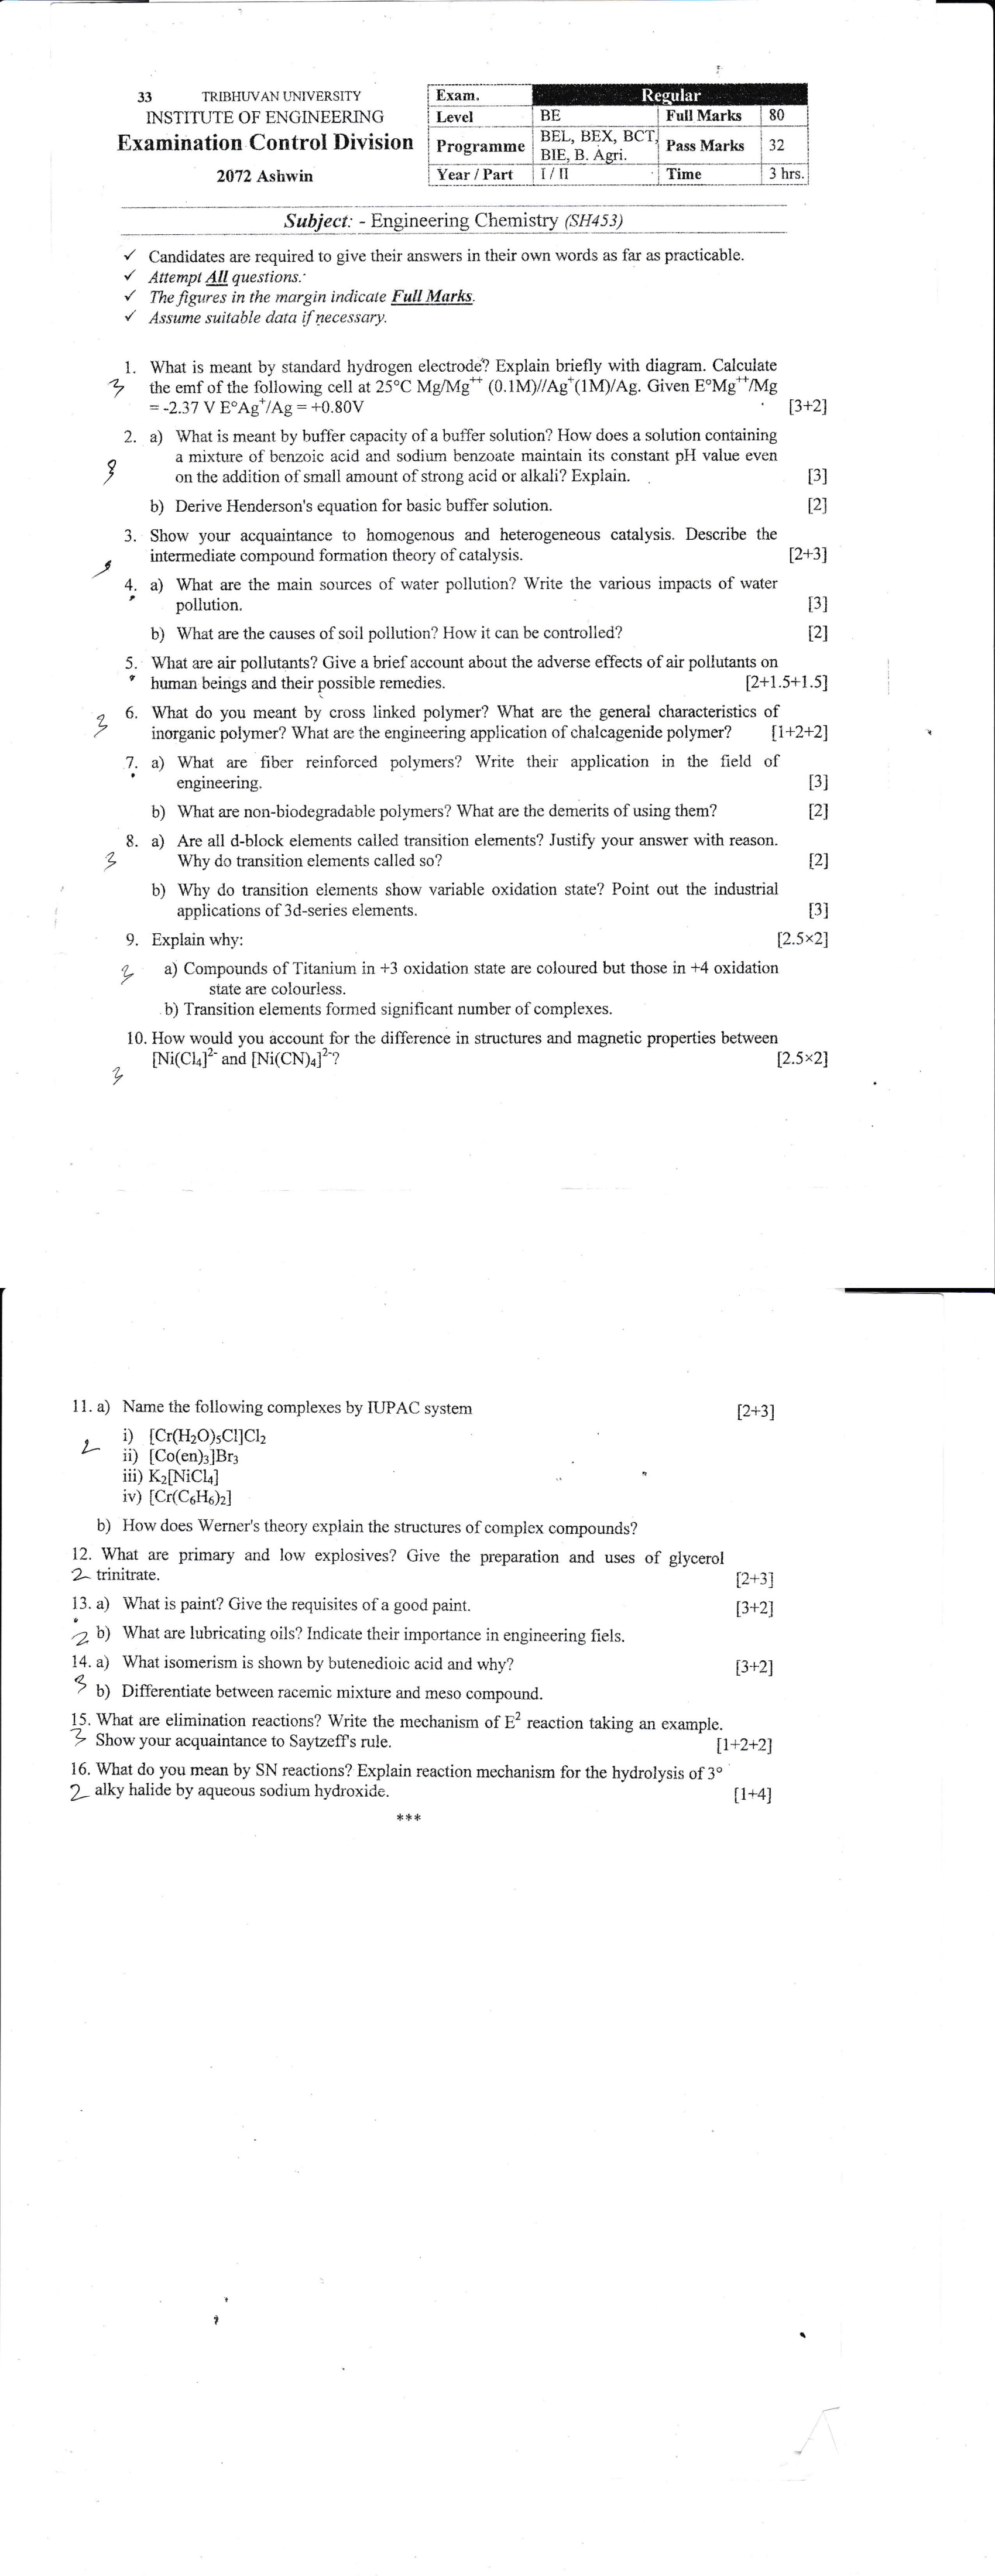 33 TRIBHUVAN UNIVERSITY
INSTITUTE OF ENGINEERING
Examination Control Division
2072 Ashwin
Exam. Regular
Level BE Full Marks 80
Programme BEL, BEX, BCT, BIE, B. Agri. Pass Marks 32
Year / Part I / II Time 3 hrs.
Subject: - Engineering Chemistry (SH453)
✓ Candidates are required to give their answers in their own words as far as practicable.
✓ Attempt All questions.
✓ The figures in the margin indicate Full Marks.
✓ Assume suitable data if necessary.
1. What is meant by standard hydrogen electrode? Explain briefly with diagram. Calculate
3 the emf of the following cell at 25°C Mg/Mg⁺⁺ (0.1M)//Ag⁺(1M)/Ag. Given E°Mg⁺⁺/Mg
= -2.37 V E°Ag⁺/Ag = +0.80V [3+2]
2. a) What is meant by buffer capacity of a buffer solution? How does a solution containing
a mixture of benzoic acid and sodium benzoate maintain its constant pH value even
on the addition of small amount of strong acid or alkali? Explain. [3]
b) Derive Henderson's equation for basic buffer solution. [2]
3. Show your acquaintance to homogenous and heterogeneous catalysis. Describe the
intermediate compound formation theory of catalysis. [2+3]
4. a) What are the main sources of water pollution? Write the various impacts of water
pollution. [3]
b) What are the causes of soil pollution? How it can be controlled? [2]
5. What are air pollutants? Give a brief account about the adverse effects of air pollutants on
human beings and their possible remedies. [2+1.5+1.5]
6. What do you meant by cross linked polymer? What are the general characteristics of
3 inorganic polymer? What are the engineering application of chalcagenide polymer? [1+2+2]
7. a) What are fiber reinforced polymers? Write their application in the field of
engineering. [3]
b) What are non-biodegradable polymers? What are the demerits of using them? [2]
8. a) Are all d-block elements called transition elements? Justify your answer with reason.
3 Why do transition elements called so? [2]
b) Why do transition elements show variable oxidation state? Point out the industrial
applications of 3d-series elements. [3]
9. Explain why: [2.5×2]
3 a) Compounds of Titanium in +3 oxidation state are coloured but those in +4 oxidation
state are colourless.
b) Transition elements formed significant number of complexes.
10. How would you account for the difference in structures and magnetic properties between
[Ni(Cl₄]²⁻ and [Ni(CN)₄]²⁻? [2.5×2]
3
11. a) Name the following complexes by IUPAC system [2+3]
i) [Cr(H₂O)₅Cl]Cl₂
2 ii) [Co(en)₃]Br₃
iii) K₂[NiCl₄]
iv) [Cr(C₆H₆)₂]
b) How does Werner's theory explain the structures of complex compounds?
12. What are primary and low explosives? Give the preparation and uses of glycerol
2 trinitrate. [2+3]
13. a) What is paint? Give the requisites of a good paint. [3+2]
2 b) What are lubricating oils? Indicate their importance in engineering fiels.
14. a) What isomerism is shown by butenedioic acid and why? [3+2]
3 b) Differentiate between racemic mixture and meso compound.
15. What are elimination reactions? Write the mechanism of E² reaction taking an example.
3 Show your acquaintance to Saytzeff's rule. [1+2+2]
16. What do you mean by SN reactions? Explain reaction mechanism for the hydrolysis of 3°
2 alky halide by aqueous sodium hydroxide. [1+4]
***